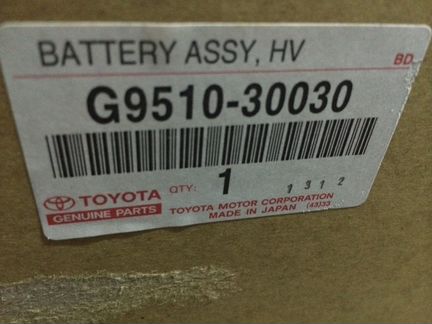 BATTERY ASSY, HV
BD
G9510-30030
TOYOTA
GENUINE PARTS
QTY: 1
1312
TOYOTA MOTOR CORPORATION
MADE IN JAPAN (43)33